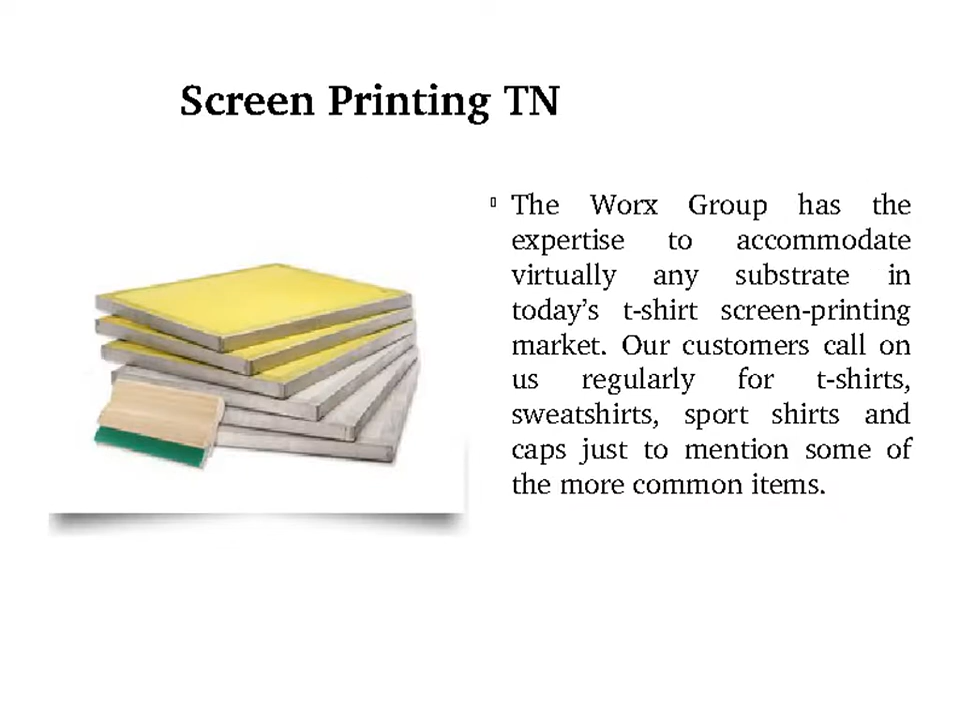 Screen Printing TN
The Worx Group has the
expertise to accommodate
virtually any substrate in
today’s t-shirt screen-printing
market. Our customers call on
us regularly for t-shirts,
sweatshirts, sport shirts and
caps just to mention some of
the more common items.